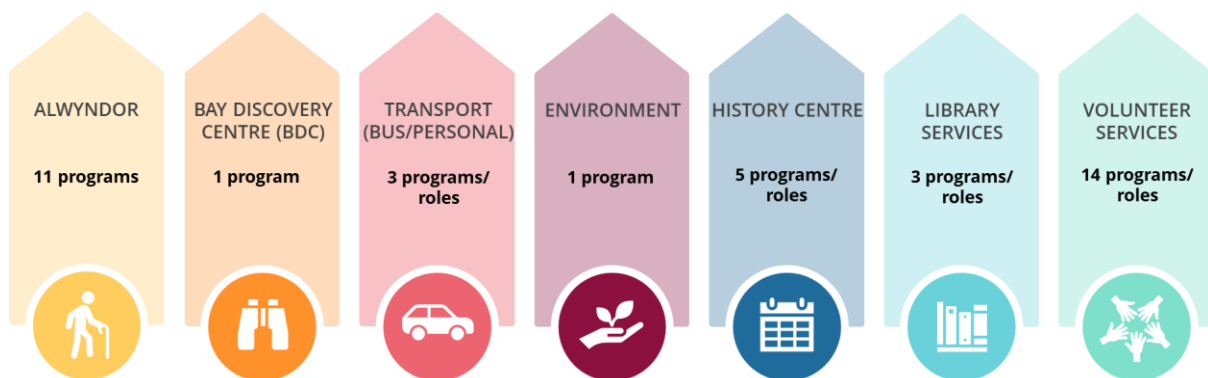 ALWYNDOR
11 programs
BAY DISCOVERY
CENTRE (BDC)
1 program
TRANSPORT
(BUS/PERSONAL)
3 programs/
roles
ENVIRONMENT
1 program
HISTORY CENTRE
5 programs/
roles
LIBRARY
SERVICES
3 programs/
roles
VOLUNTEER
SERVICES
14 programs/
roles